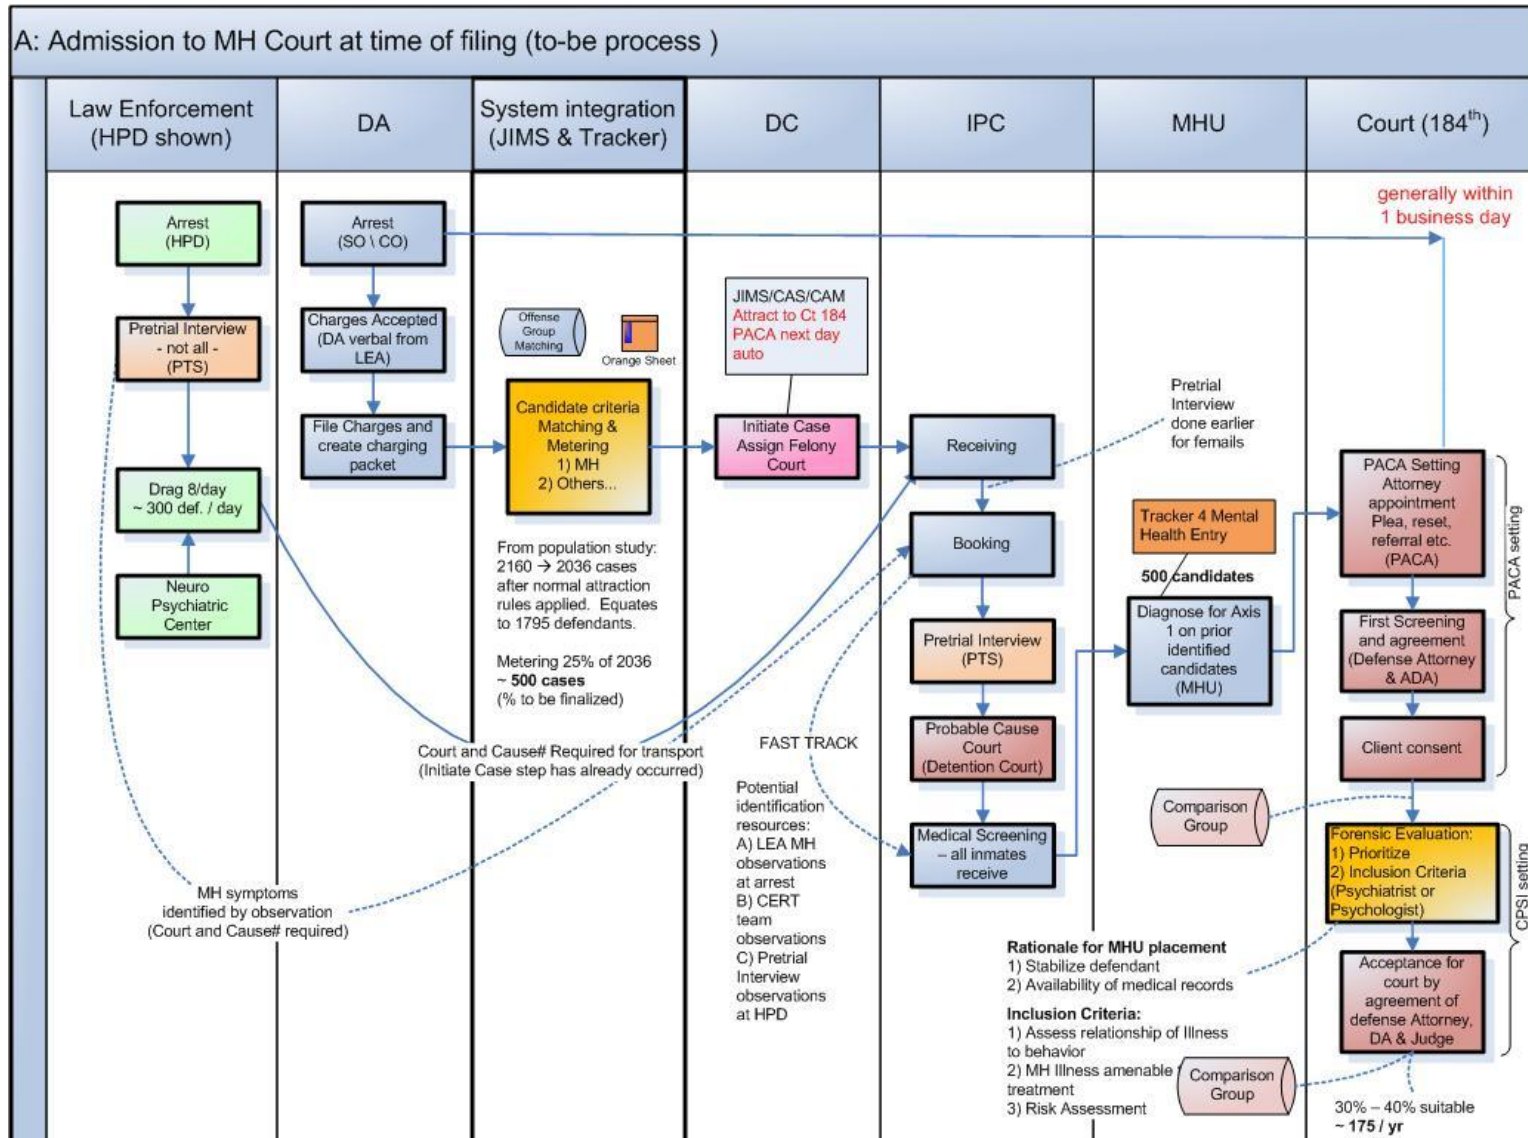 A: Admission to MH Court at time of filing (to-be process )
Law Enforcement
(HPD shown)
DA
System integration
(JIMS & Tracker)
DC
IPC
MHU
Court (184th)
Arrest
(HPD)
Pretrial Interview
- not all -
(PTS)
Drag 8/day
~ 300 def. / day
Neuro
Psychiatric
Center
MH symptoms
identified by observation
(Court and Cause# required)
Arrest
(SO \ CO)
Charges Accepted
(DA verbal from
LEA)
File Charges and
create charging
packet
Offense
Group
Matching
Orange Sheet
Candidate criteria
Matching &
Metering
1) MH
2) Others...
From population study:
2160 → 2036 cases
after normal attraction
rules applied. Equates
to 1795 defendants.
Metering 25% of 2036
~ 500 cases
(% to be finalized)
Court and Cause# Required for transport
(Initiate Case step has already occurred)
JIMS/CAS/CAM
Attract to Ct 184
PACA next day
auto
Initiate Case
Assign Felony
Court
FAST TRACK
Potential
identification
resources:
A) LEA MH
observations
at arrest
B) CERT
team
observations
C) Pretrial
Interview
observations
at HPD
Receiving
Booking
Pretrial Interview
(PTS)
Probable Cause
Court
(Detention Court)
Medical Screening
– all inmates
receive
Pretrial
Interview
done earlier
for femails
Tracker 4 Mental
Health Entry
500 candidates
Diagnose for Axis
1 on prior
identified
candidates
(MHU)
Comparison
Group
Rationale for MHU placement
1) Stabilize defendant
2) Availability of medical records
Inclusion Criteria:
1) Assess relationship of Illness
to behavior
2) MH Illness amenable
treatment
3) Risk Assessment
Comparison
Group
generally within
1 business day
PACA Setting
Attorney
appointment
Plea, reset,
referral etc.
(PACA)
First Screening
and agreement
(Defense Attorney
& ADA)
Client consent
PACA setting
Forensic Evaluation:
1) Prioritize
2) Inclusion Criteria
(Psychiatrist or
Psychologist)
Acceptance for
court by
agreement of
defense Attorney,
DA & Judge
CPSI setting
30% – 40% suitable
~ 175 / yr